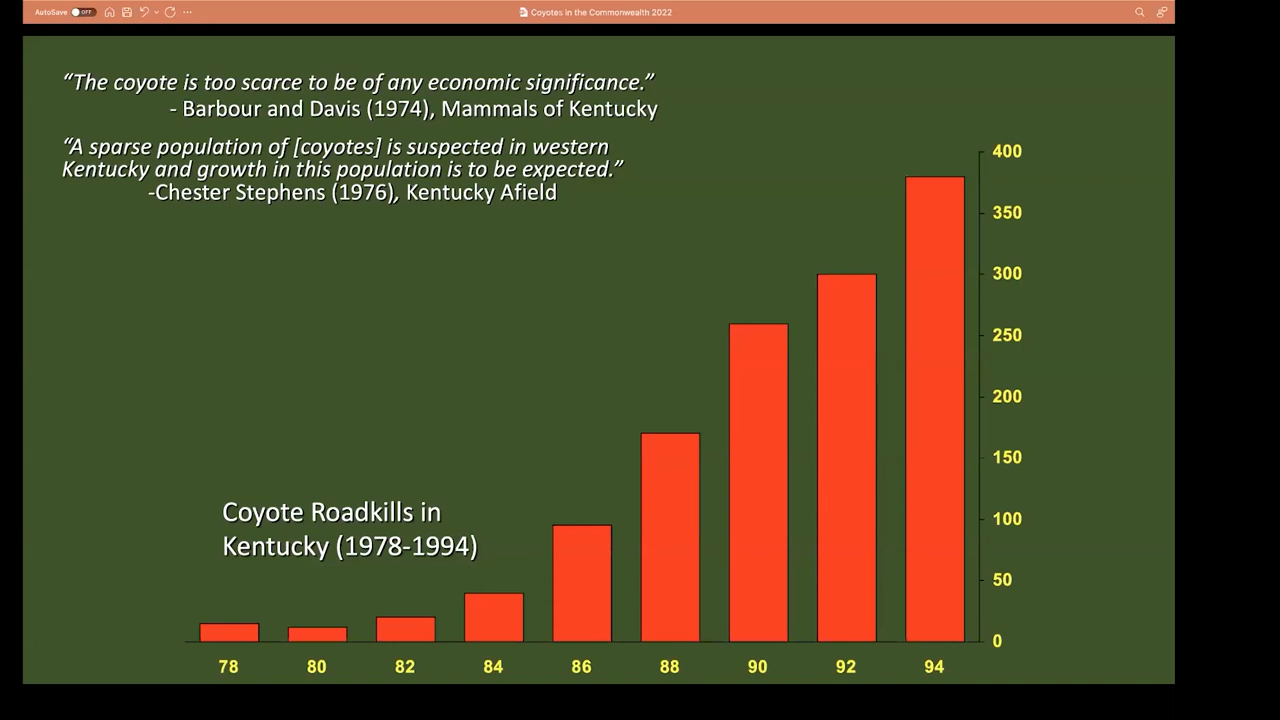 AutoSave OFF
Coyotes in the Commonwealth 2022
“The coyote is too scarce to be of any economic significance.”
- Barbour and Davis (1974), Mammals of Kentucky
“A sparse population of [coyotes] is suspected in western
Kentucky and growth in this population is to be expected.”
-Chester Stephens (1976), Kentucky Afield
400
350
300
250
200
150
100
50
0
Coyote Roadkills in
Kentucky (1978-1994)
78 80 82 84 86 88 90 92 94